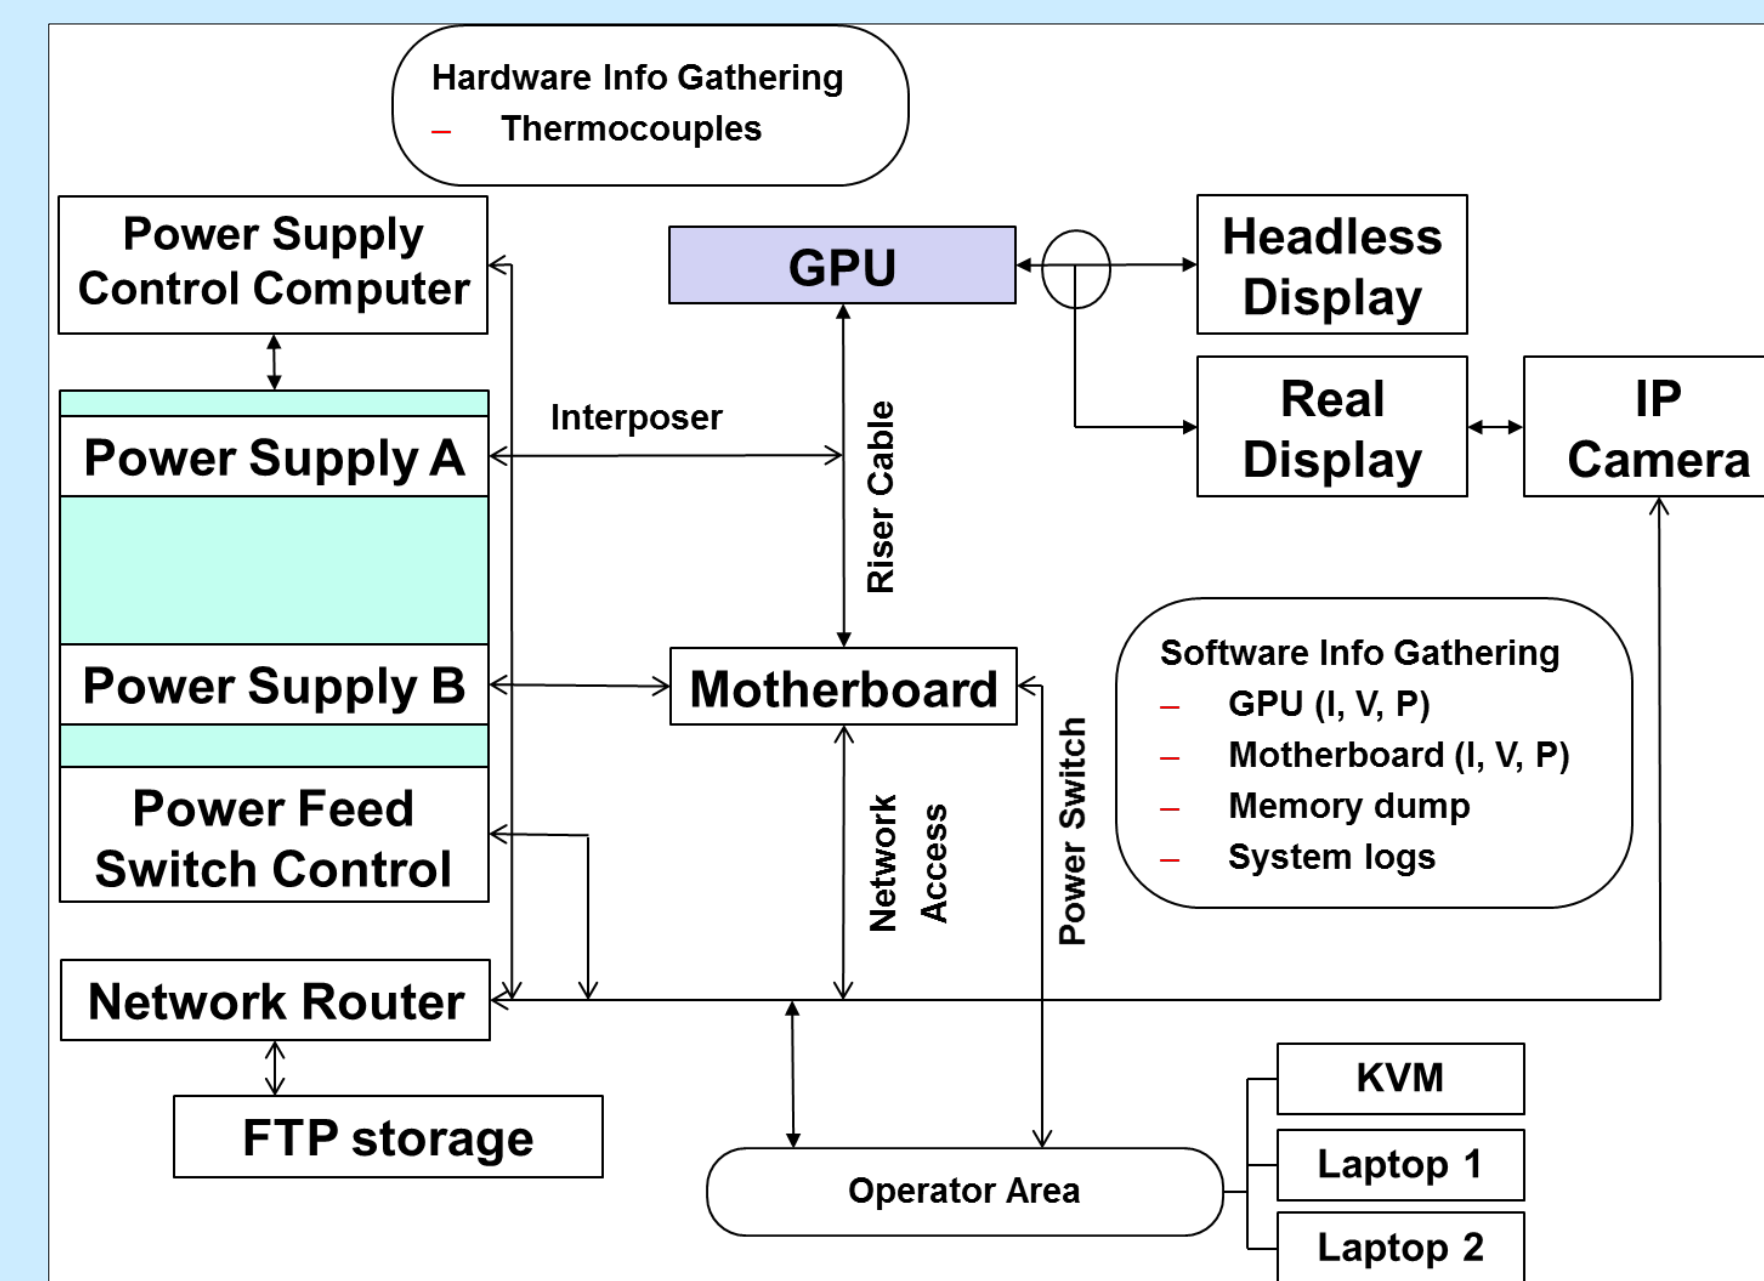 Hardware Info Gathering
– Thermocouples
Power Supply
Control Computer
GPU
Headless
Display
Real
Display
IP
Camera
Interposer
Riser Cable
Power Supply A
Power Supply B
Motherboard
Software Info Gathering
– GPU (I, V, P)
– Motherboard (I, V, P)
– Memory dump
– System logs
Power Feed
Switch Control
Network
Access
Power Switch
Network Router
FTP storage
Operator Area
KVM
Laptop 1
Laptop 2